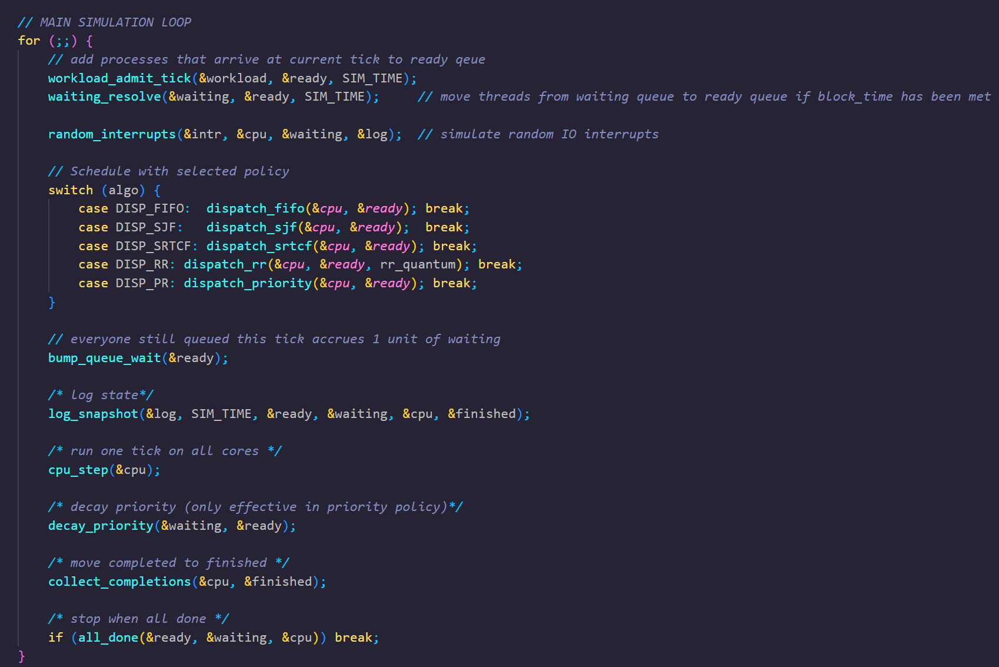 // MAIN SIMULATION LOOP
for (;;) {
    // add processes that arrive at current tick to ready qeue
    workload_admit_tick(&workload, &ready, SIM_TIME);
    waiting_resolve(&waiting, &ready, SIM_TIME);     // move threads from waiting queue to ready queue if block_time has been met

    random_interrupts(&intr, &cpu, &waiting, &log);  // simulate random IO interrupts

    // Schedule with selected policy
    switch (algo) {
        case DISP_FIFO:  dispatch_fifo(&cpu, &ready); break;
        case DISP_SJF:   dispatch_sjf(&cpu, &ready);  break;
        case DISP_SRTCF: dispatch_srtcf(&cpu, &ready); break;
        case DISP_RR: dispatch_rr(&cpu, &ready, rr_quantum); break;
        case DISP_PR: dispatch_priority(&cpu, &ready); break;
    }

    // everyone still queued this tick accrues 1 unit of waiting
    bump_queue_wait(&ready);

    /* log state*/
    log_snapshot(&log, SIM_TIME, &ready, &waiting, &cpu, &finished);

    /* run one tick on all cores */
    cpu_step(&cpu);

    /* decay priority (only effective in priority policy)*/
    decay_priority(&waiting, &ready);

    /* move completed to finished */
    collect_completions(&cpu, &finished);

    /* stop when all done */
    if (all_done(&ready, &waiting, &cpu)) break;
}